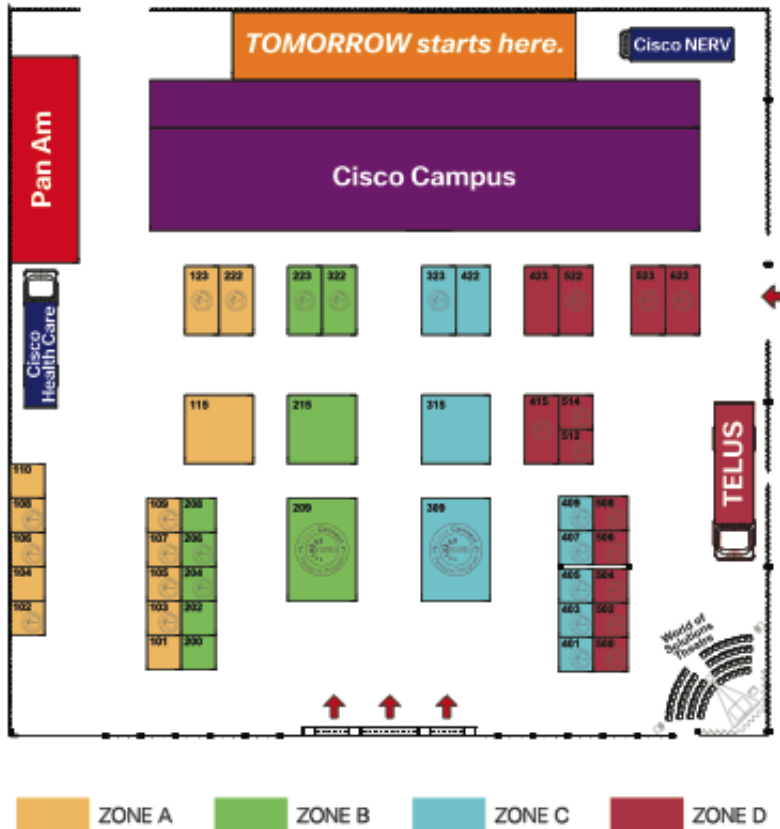 TOMORROW starts here.
Cisco NERV
Pan Am
Cisco Campus
123 222 223 322 323 422 423 522 523 622
Cisco
Health Care
115 215 315 415 514
512
TELUS
110
108 109 208 209 309 409 508
106 107 206 407 506
104 105 204 405 504
102 103 202 403 502
101 200 401 500
World of
Solutions
Theatre
ZONE A ZONE B ZONE C ZONE D